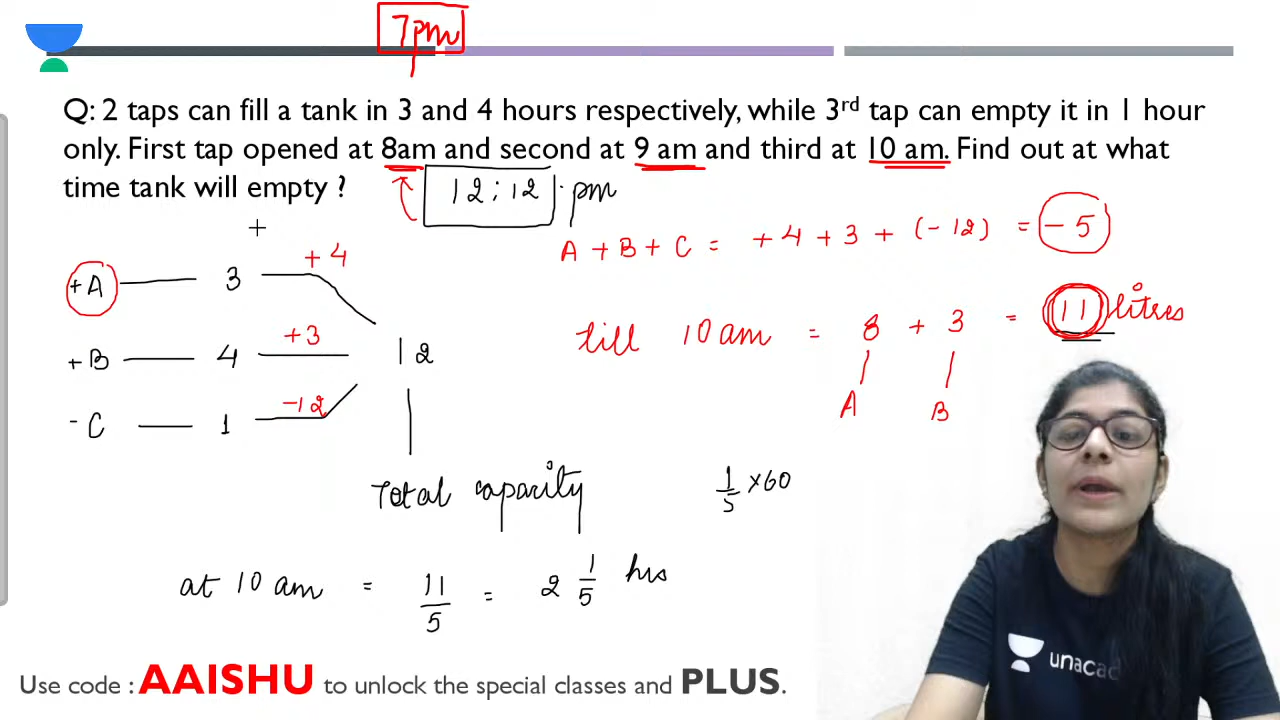 7pm
Q: 2 taps can fill a tank in 3 and 4 hours respectively, while 3rd tap can empty it in 1 hour
only. First tap opened at 8am and second at 9 am and third at 10 am. Find out at what
time tank will empty ?
12:12 pm
+
A + B + C = +4 +3 + (-12) = -5
+A 3 +4
till 10am = 8 + 3 = 11 litres
+B 4 +3 12
A B
-C 1 -12
Total capacity
1/5 ×60
at 10 am = 11/5 = 2 1/5 hrs
unacad
Use code : AAISHU to unlock the special classes and PLUS.